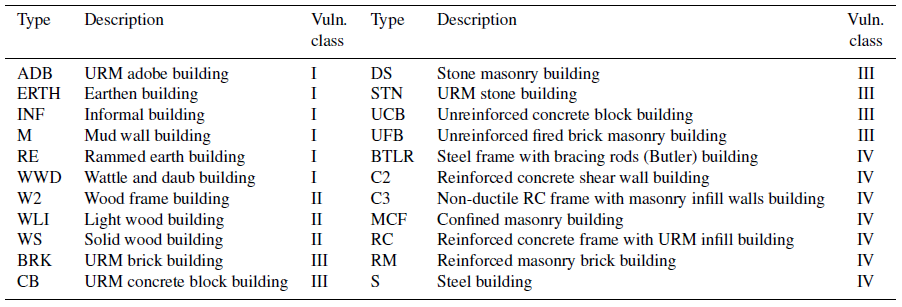 Type Description Vuln. class Type Description Vuln. class
ADB URM adobe building I DS Stone masonry building III
ERTH Earthen building I STN URM stone building III
INF Informal building I UCB Unreinforced concrete block building III
M Mud wall building I UFB Unreinforced fired brick masonry building III
RE Rammed earth building I BTLR Steel frame with bracing rods (Butler) building IV
WWD Wattle and daub building I C2 Reinforced concrete shear wall building IV
W2 Wood frame building II C3 Non-ductile RC frame with masonry infill walls building IV
WLI Light wood building II MCF Confined masonry building IV
WS Solid wood building II RC Reinforced concrete frame with URM infill building IV
BRK URM brick building III RM Reinforced masonry brick building IV
CB URM concrete block building III S Steel building IV